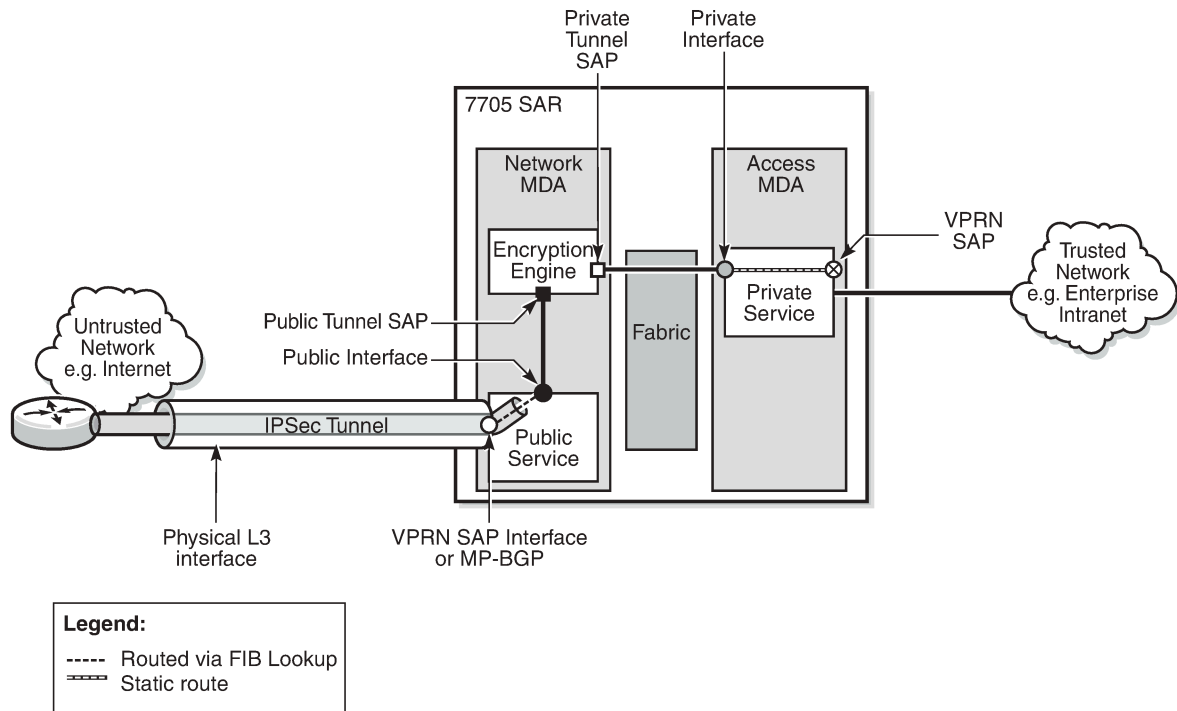 Private
Tunnel
SAP
Private
Interface
7705 SAR
Network
MDA
Access
MDA
VPRN
SAP
Encryption
Engine
Trusted
Network
e.g. Enterprise
Intranet
Private
Service
Public Tunnel SAP
Fabric
Untrusted
Network
e.g. Internet
Public Interface
IPSec Tunnel
Public
Service
Physical L3
interface
VPRN SAP Interface
or MP-BGP
Legend:
Routed via FIB Lookup
Static route